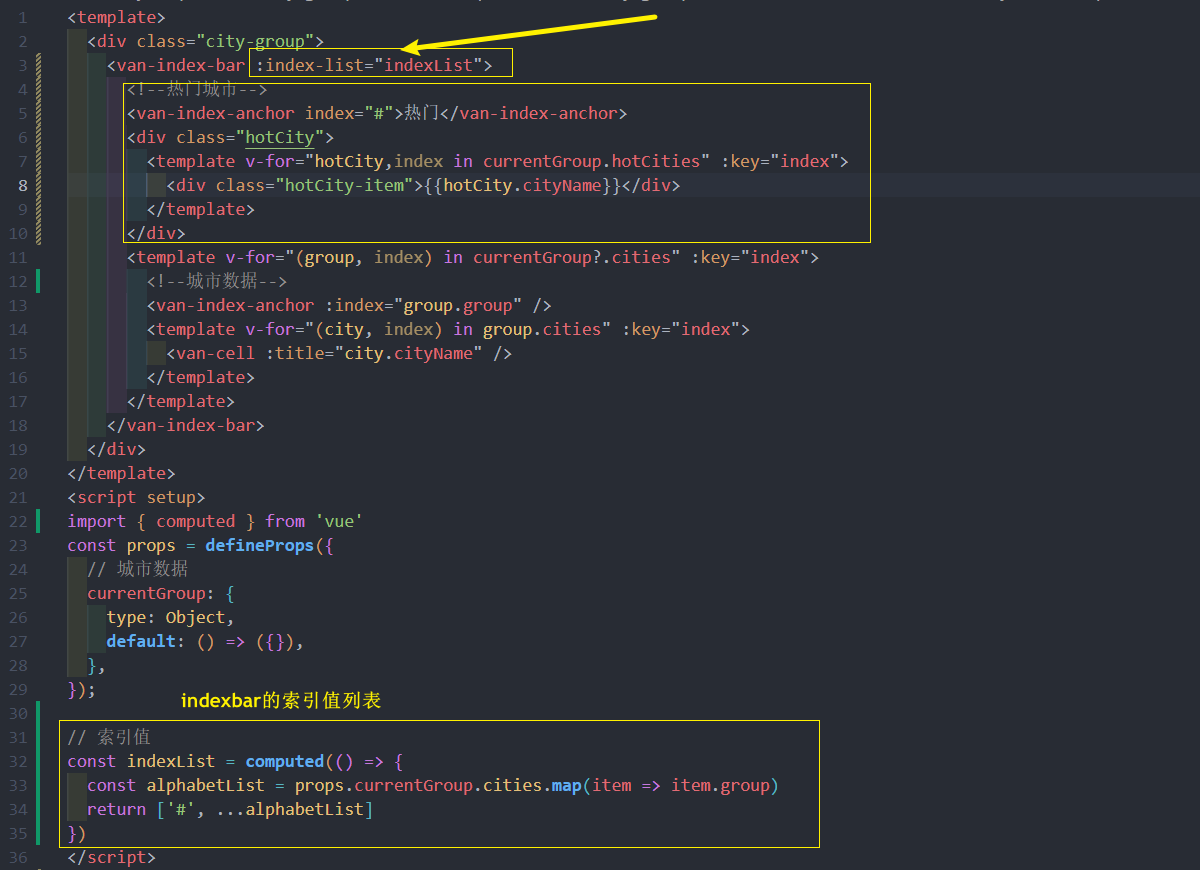 1 <template>
2 <div class="city-group">
3 <van-index-bar :index-list="indexList">
4 <!--热门城市-->
5 <van-index-anchor index="#">热门</van-index-anchor>
6 <div class="hotCity">
7 <template v-for="hotCity,index in currentGroup.hotCities" :key="index">
8 <div class="hotCity-item">{{hotCity.cityName}}</div>
9 </template>
10 </div>
11 <template v-for="(group, index) in currentGroup?.cities" :key="index">
12 <!--城市数据-->
13 <van-index-anchor :index="group.group" />
14 <template v-for="(city, index) in group.cities" :key="index">
15 <van-cell :title="city.cityName" />
16 </template>
17 </template>
18 </van-index-bar>
19 </div>
20 </template>
21 <script setup>
22 import { computed } from 'vue'
23 const props = defineProps({
24 // 城市数据
25 currentGroup: {
26 type: Object,
27 default: () => ({}),
28 },
29 });
indexbar的索引值列表
30
31 // 索引值
32 const indexList = computed(() => {
33 const alphabetList = props.currentGroup.cities.map(item => item.group)
34 return ['#', ...alphabetList]
35 })
36 </script>